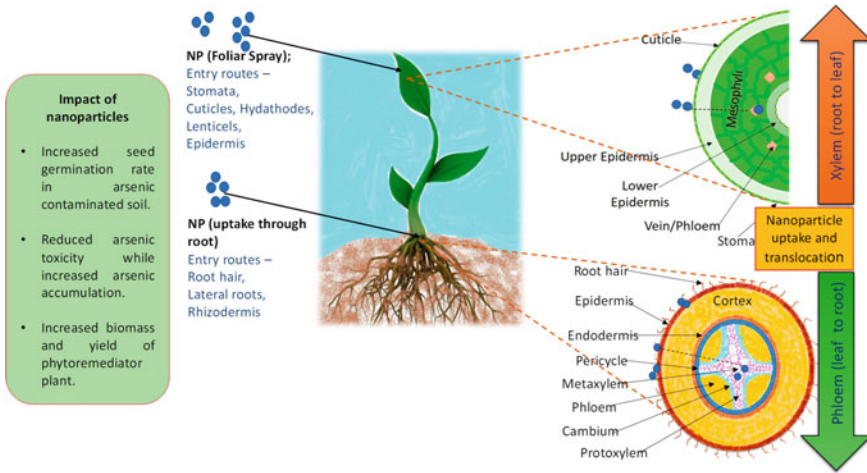 Impact of
nanoparticles
• Increased seed
germination rate
in arsenic
contaminated soil.
• Reduced arsenic
toxicity while
increased arsenic
accumulation.
• Increased biomass
and yield of
phytoremediator
plant.
NP (Foliar Spray);
Entry routes –
Stomata,
Cuticles, Hydathodes,
Lenticels,
Epidermis
NP (uptake through
root)
Entry routes –
Root hair,
Lateral roots,
Rhizodermis
Cuticle
Mesophyll
Upper Epidermis
Lower
Epidermis
Vein/Phloem
Stoma
Xylem (root to leaf)
Nanoparticle
uptake and
translocation
Phloem (leaf to root)
Root hair
Epidermis
Cortex
Endodermis
Pericycle
Metaxylem
Phloem
Cambium
Protoxylem